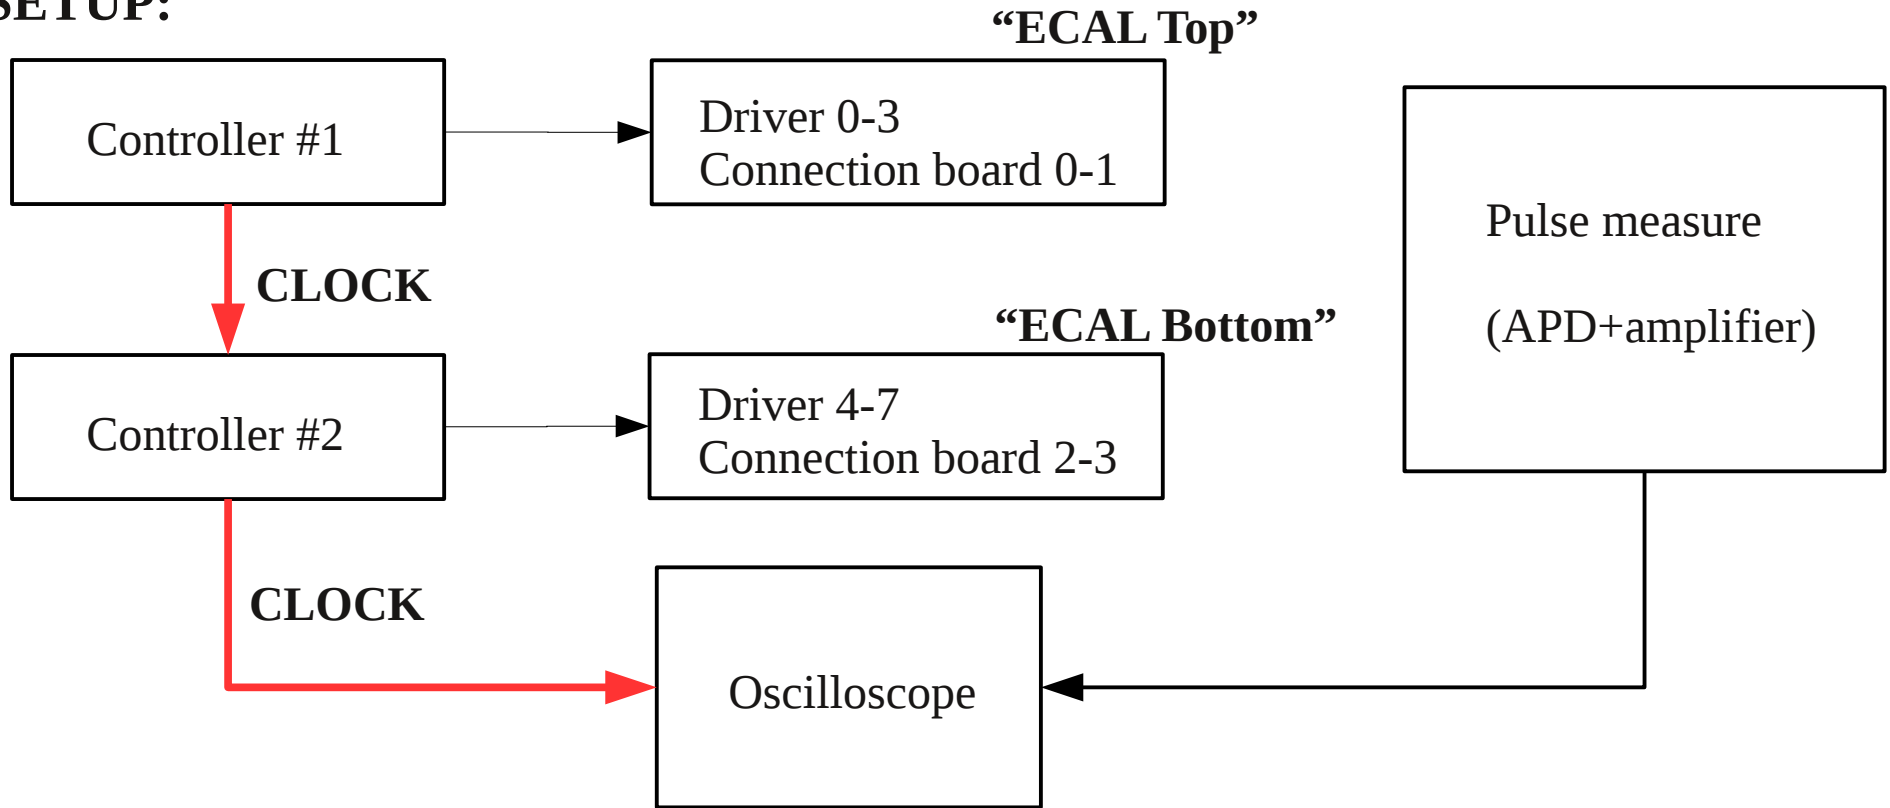 SETUP:
“ECAL Top”
Controller #1
Driver 0-3
Connection board 0-1
Pulse measure
(APD+amplifier)
CLOCK
“ECAL Bottom”
Controller #2
Driver 4-7
Connection board 2-3
CLOCK
Oscilloscope